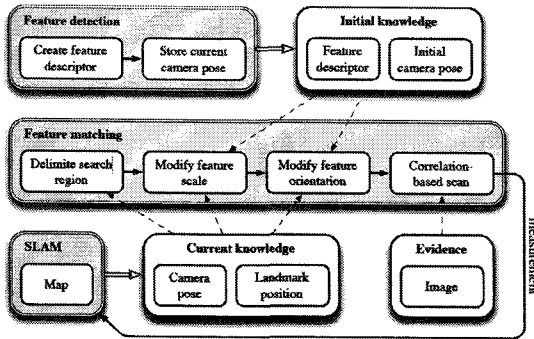 Feature detection
Create feature
descriptor
Store current
camera pose
Initial knowledge
Feature
descriptor
Initial
camera pose
Feature matching
Delimite search
region
Modify feature
scale
Modify feature
orientation
Correlation-
based scan
SLAM
Map
Current knowledge
Camera
pose
Landmark
position
Evidence
Image
measurement